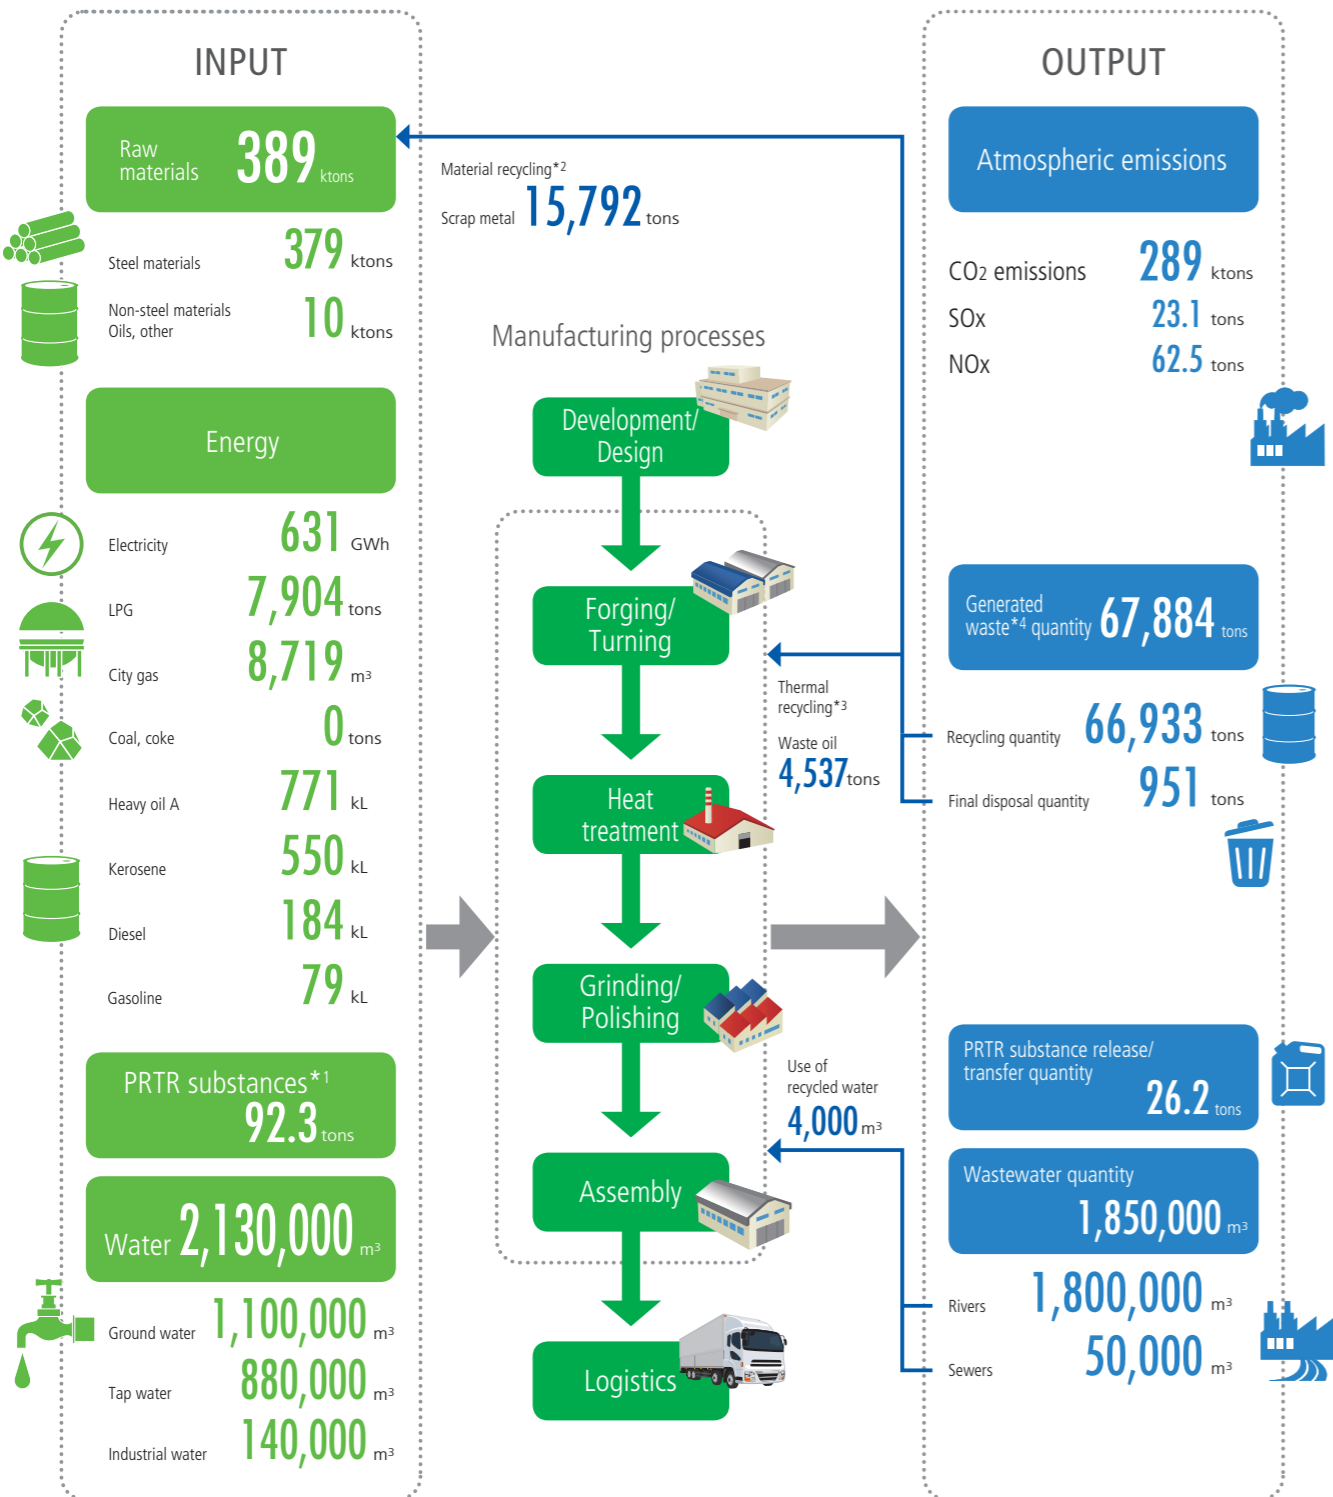 INPUT
Raw
materials 389 ktons
Steel materials 379 ktons
Non-steel materials
Oils, other 10 ktons
Energy
Electricity 631 GWh
LPG 7,904 tons
City gas 8,719 m³
Coal, coke 0 tons
Heavy oil A 771 kL
Kerosene 550 kL
Diesel 184 kL
Gasoline 79 kL
PRTR substances*1
92.3 tons
Water 2,130,000 m³
Ground water 1,100,000 m³
Tap water 880,000 m³
Industrial water 140,000 m³
Material recycling*2
Scrap metal 15,792 tons
Manufacturing processes
Development/
Design
Forging/
Turning
Heat
treatment
Grinding/
Polishing
Assembly
Logistics
Thermal
recycling*3
Waste oil
4,537 tons
Use of
recycled water
4,000 m³
OUTPUT
Atmospheric emissions
CO2 emissions 289 ktons
SOx 23.1 tons
NOx 62.5 tons
Generated
waste*4 quantity 67,884 tons
Recycling quantity 66,933 tons
Final disposal quantity 951 tons
PRTR substance release/
transfer quantity
26.2 tons
Wastewater quantity
1,850,000 m³
Rivers 1,800,000 m³
Sewers 50,000 m³